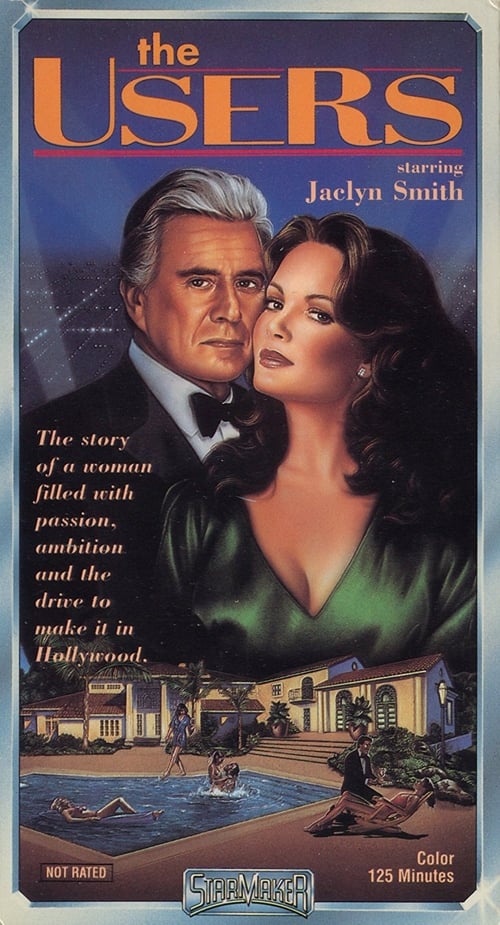 the
USERS
starring
Jaclyn Smith
The story
of a woman
filled with
passion,
ambition
and the
drive to
make it in
Hollywood.
NOT RATED
STARMAKER
Color
125 Minutes